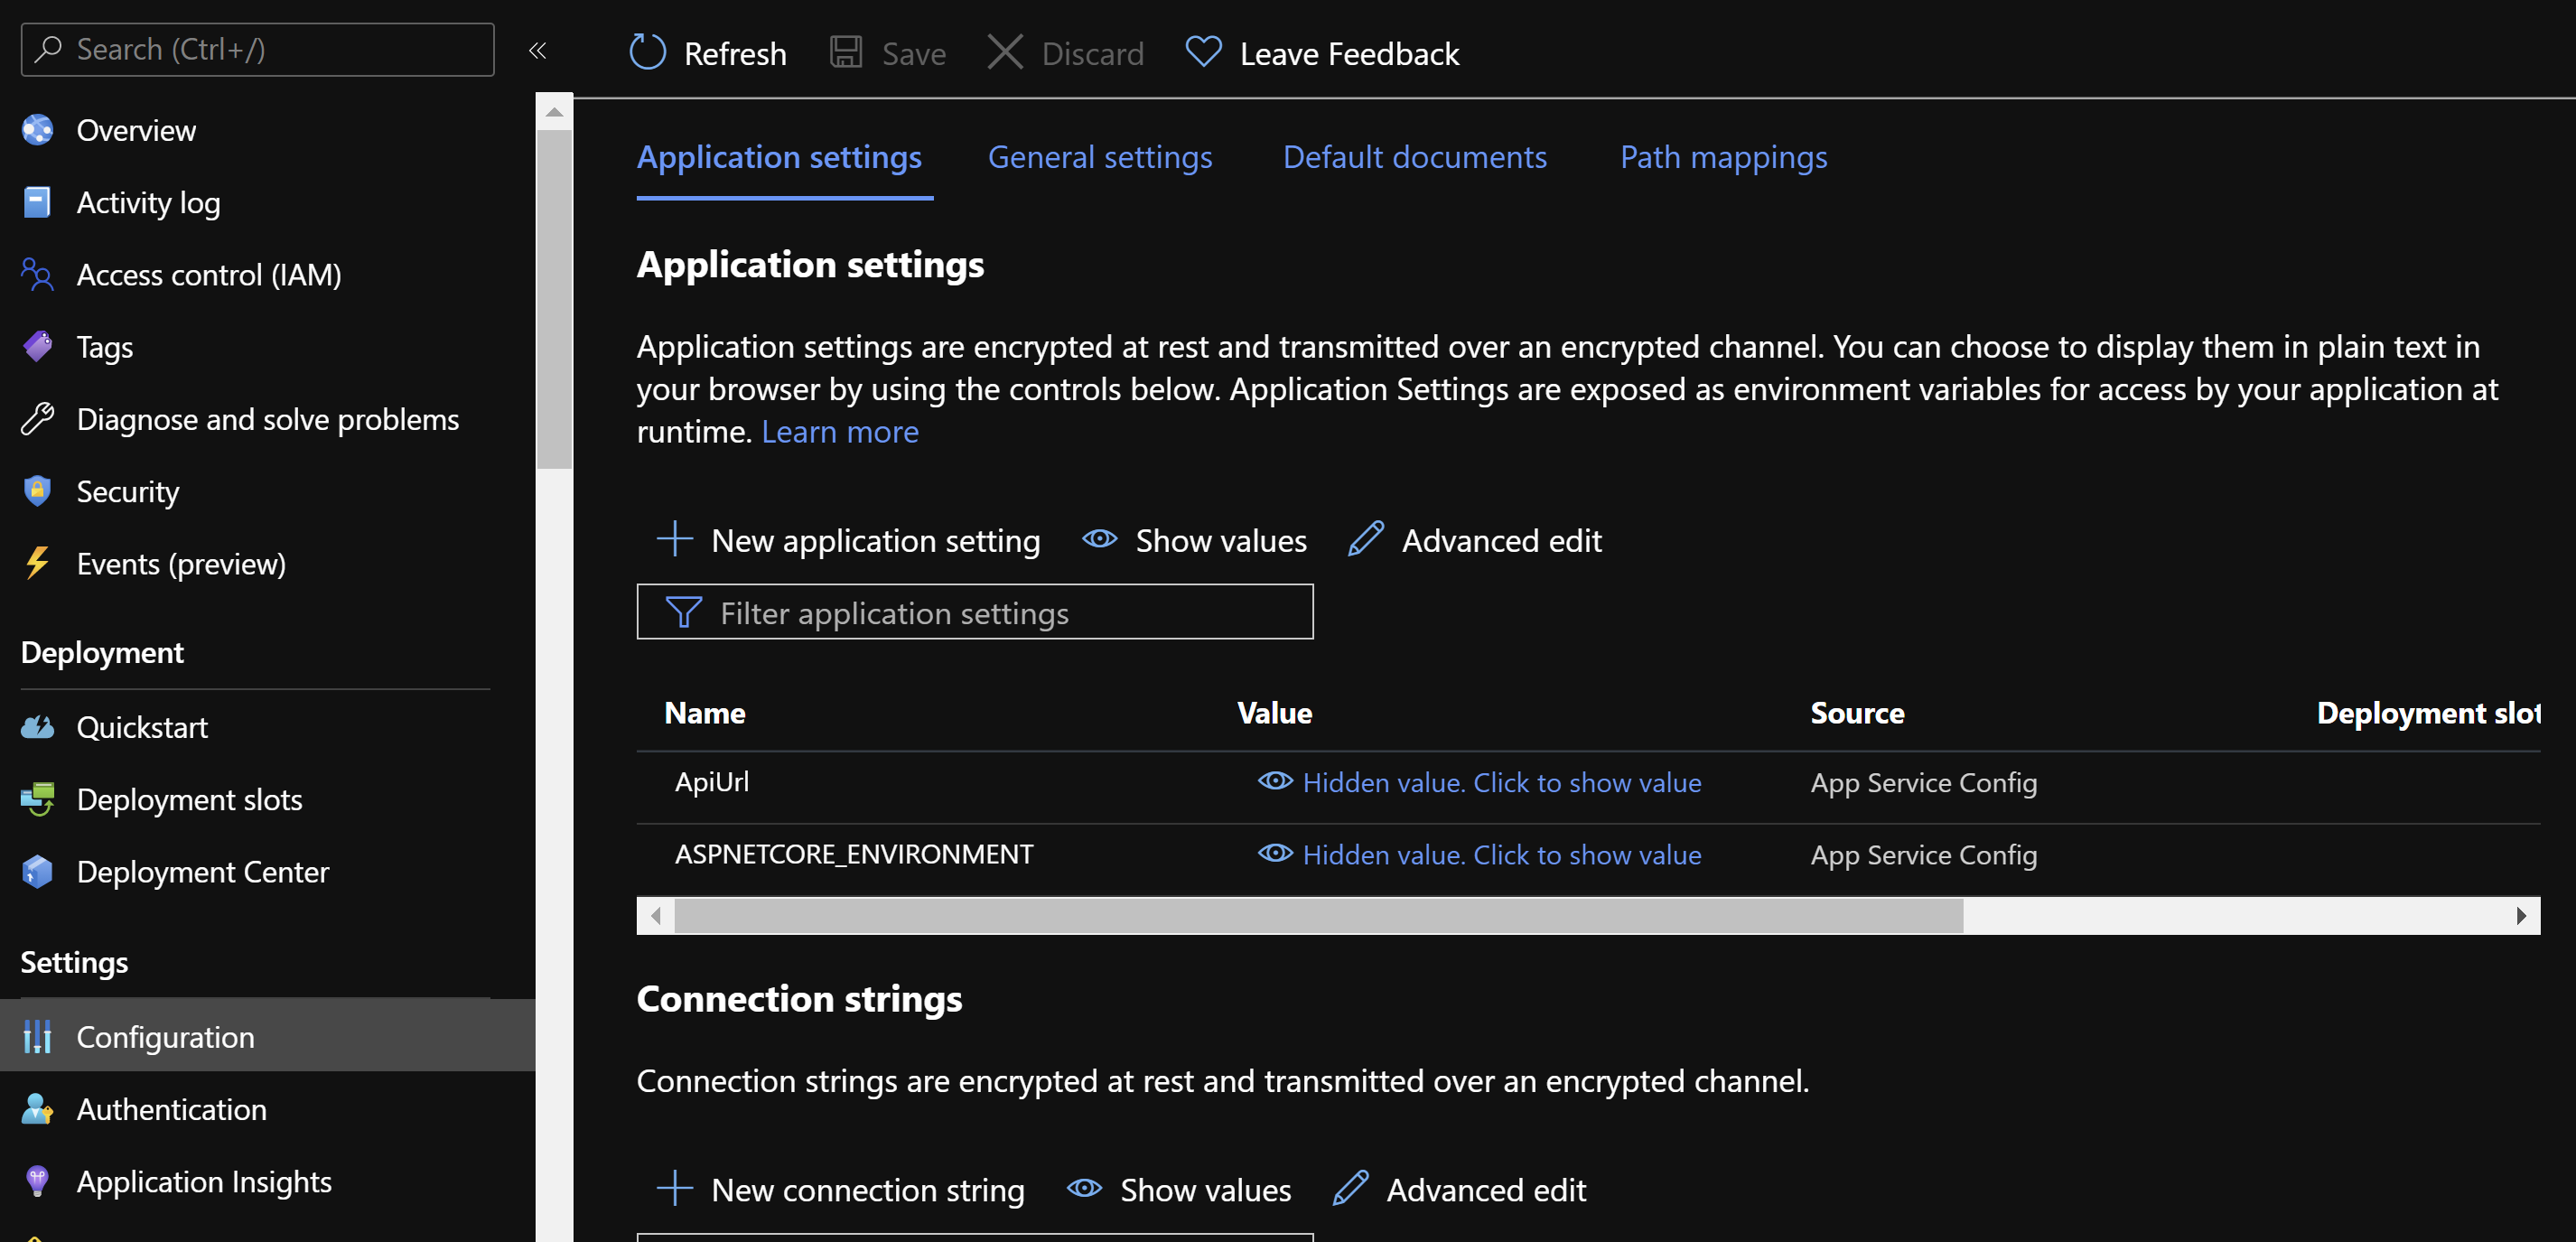 Search (Ctrl+/)
Overview
Activity log
Access control (IAM)
Tags
Diagnose and solve problems
Security
Events (preview)
Deployment
Quickstart
Deployment slots
Deployment Center
Settings
Configuration
Authentication
Application Insights
Refresh Save Discard Leave Feedback
Application settings General settings Default documents Path mappings
Application settings
Application settings are encrypted at rest and transmitted over an encrypted channel. You can choose to display them in plain text in
your browser by using the controls below. Application Settings are exposed as environment variables for access by your application at
runtime. Learn more
New application setting Show values Advanced edit
Filter application settings
Name Value Source Deployment slot
ApiUrl Hidden value. Click to show value App Service Config
ASPNETCORE_ENVIRONMENT Hidden value. Click to show value App Service Config
Connection strings
Connection strings are encrypted at rest and transmitted over an encrypted channel.
New connection string Show values Advanced edit